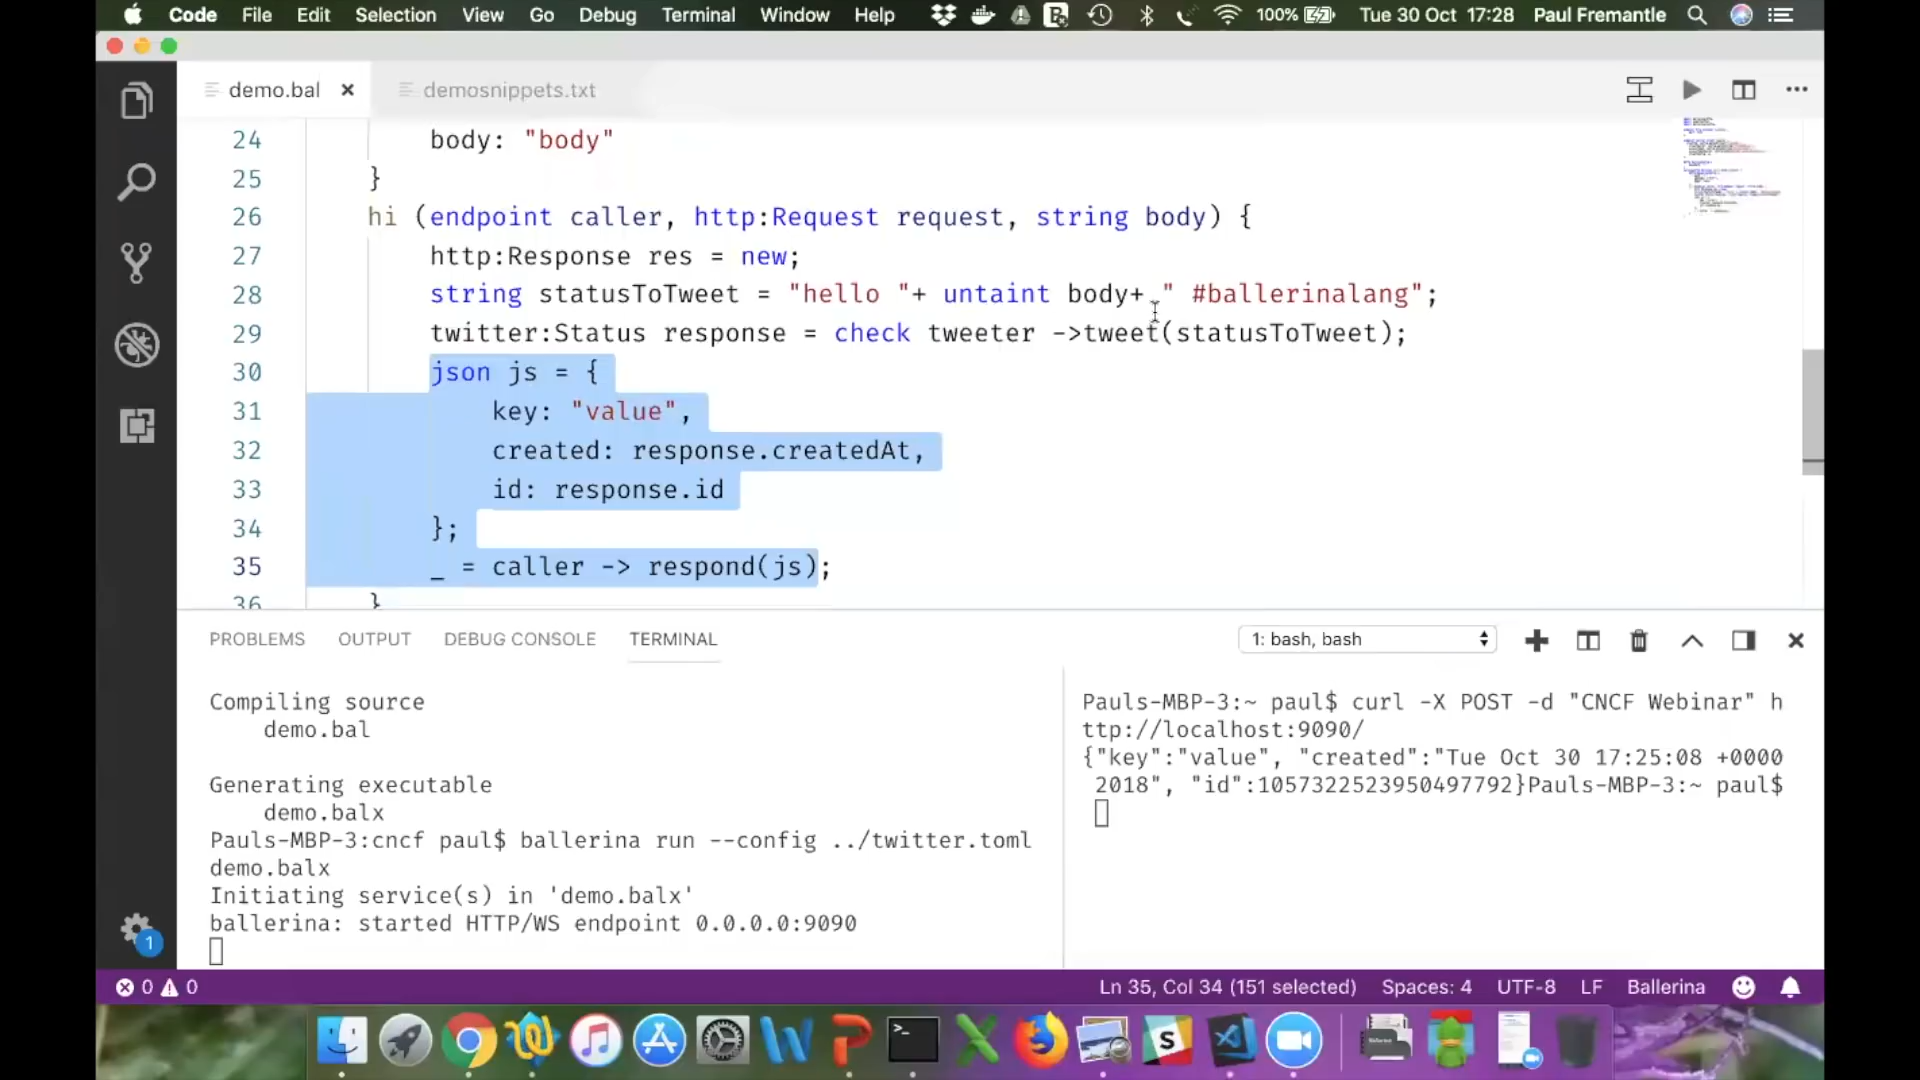 Code File Edit Selection View Go Debug Terminal Window Help 100% Tue 30 Oct 17:28 Paul Fremantle
demo.bal demosnippets.txt
24 body: "body"
25 }
26 hi (endpoint caller, http:Request request, string body) {
27 http:Response res = new;
28 string statusToTweet = "hello "+ untaint body+ " #ballerinalang";
29 twitter:Status response = check tweeter ->tweet(statusToTweet);
30 json js = {
31 key: "value",
32 created: response.createdAt,
33 id: response.id
34 };
35 _ = caller -> respond(js);
36 }
PROBLEMS OUTPUT DEBUG CONSOLE TERMINAL 1: bash, bash
Compiling source
demo.bal
Generating executable
demo.balx
Pauls-MBP-3:cncf paul$ ballerina run --config ../twitter.toml
demo.balx
Initiating service(s) in 'demo.balx'
ballerina: started HTTP/WS endpoint 0.0.0.0:9090
Pauls-MBP-3:~ paul$ curl -X POST -d "CNCF Webinar" h
ttp://localhost:9090/
{"key":"value", "created":"Tue Oct 30 17:25:08 +0000
2018", "id":1057322523950497792}Pauls-MBP-3:~ paul$
1
0 0 Ln 35, Col 34 (151 selected) Spaces: 4 UTF-8 LF Ballerina